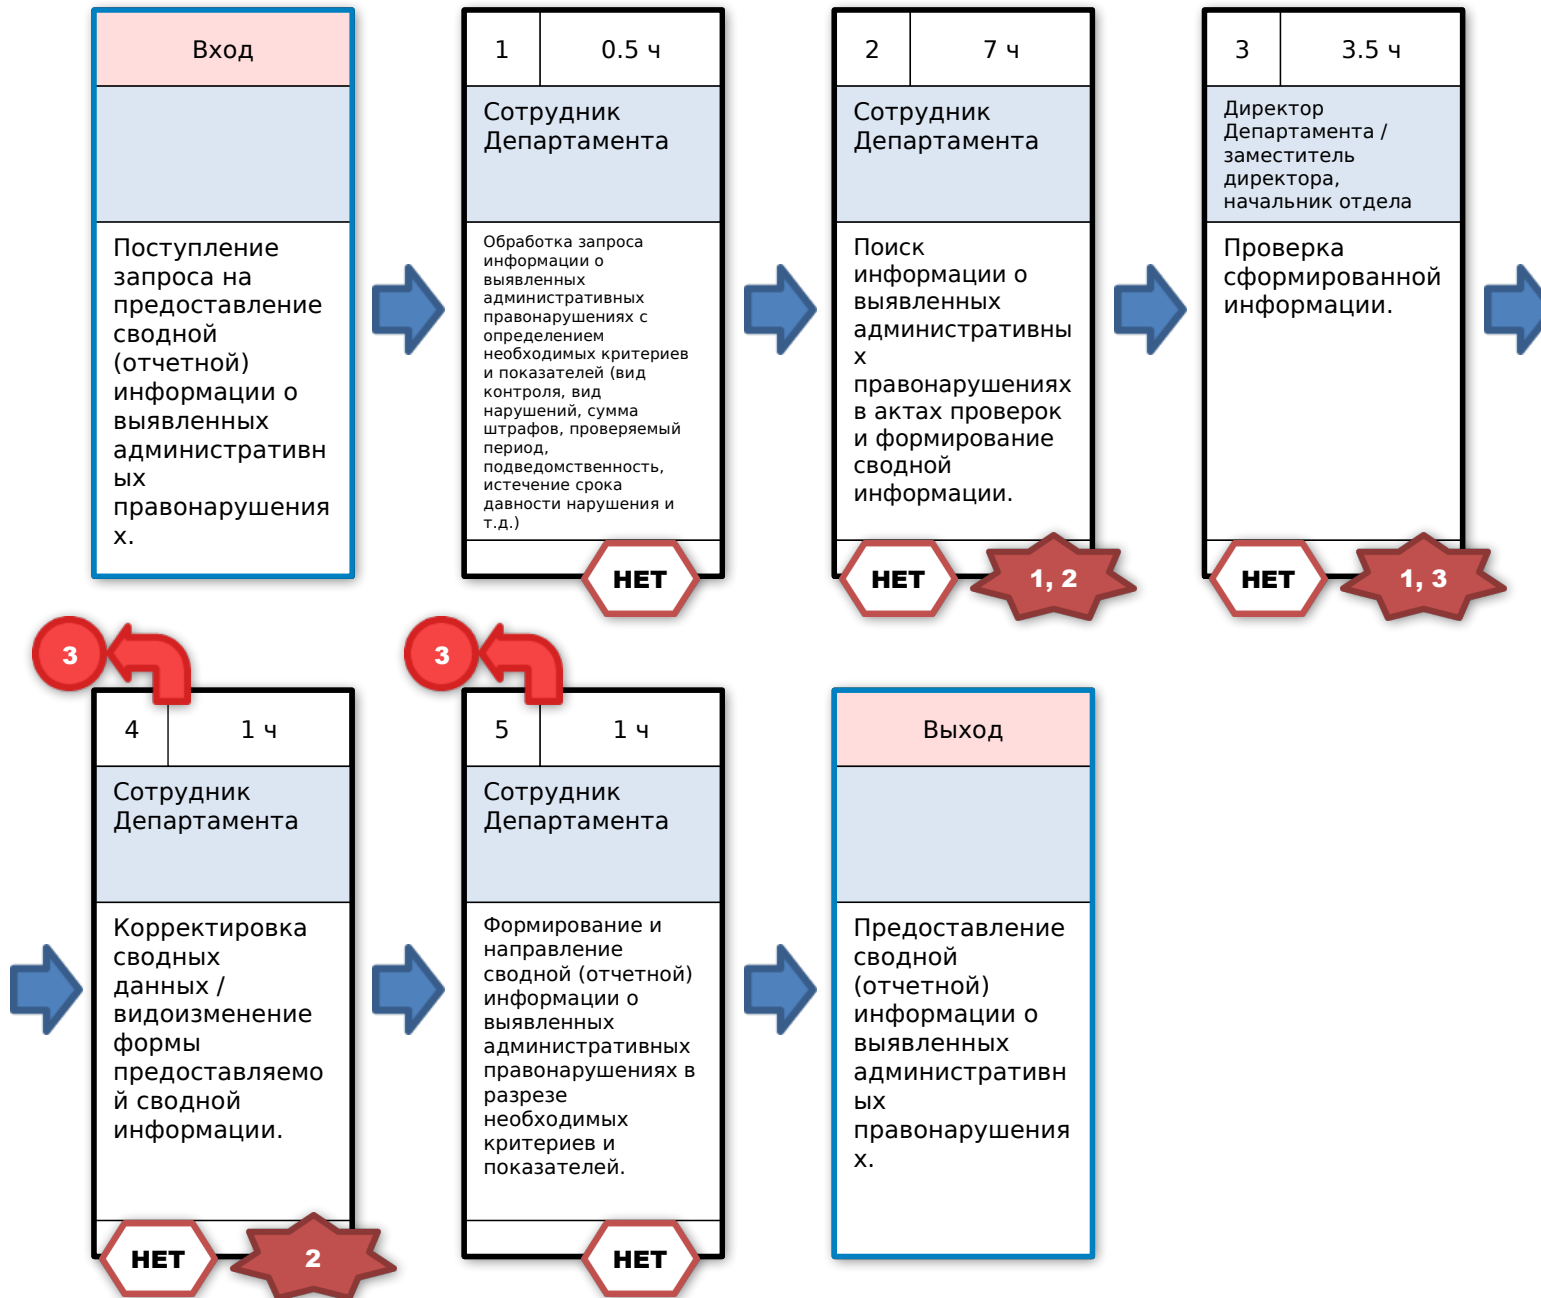 Вход
Поступление
запроса на
предоставление
сводной
(отчетной)
информации о
выявленных
административн
ых
правонарушения
х.
1
0.5 ч
Сотрудник
Департамента
Обработка запроса
информации о
выявленных
административных
правонарушениях с
определением
необходимых критериев
и показателей (вид
контроля, вид
нарушений, сумма
штрафов, проверяемый
период,
подведомственность,
истечение срока
давности нарушения и
т.д.)
НЕТ
2
7 ч
Сотрудник
Департамента
Поиск
информации о
выявленных
административны
х
правонарушениях
в актах проверок
и формирование
сводной
информации.
НЕТ
1, 2
3
3.5 ч
Директор
Департамента /
заместитель
директора,
начальник отдела
Проверка
сформированной
информации.
НЕТ
1, 3
3
4
1 ч
Сотрудник
Департамента
Корректировка
сводных
данных /
видоизменение
формы
предоставляемо
й сводной
информации.
НЕТ
2
3
5
1 ч
Сотрудник
Департамента
Формирование и
направление
сводной (отчетной)
информации о
выявленных
административных
правонарушениях в
разрезе
необходимых
критериев и
показателей.
НЕТ
Выход
Предоставление
сводной
(отчетной)
информации о
выявленных
административн
ых
правонарушения
х.